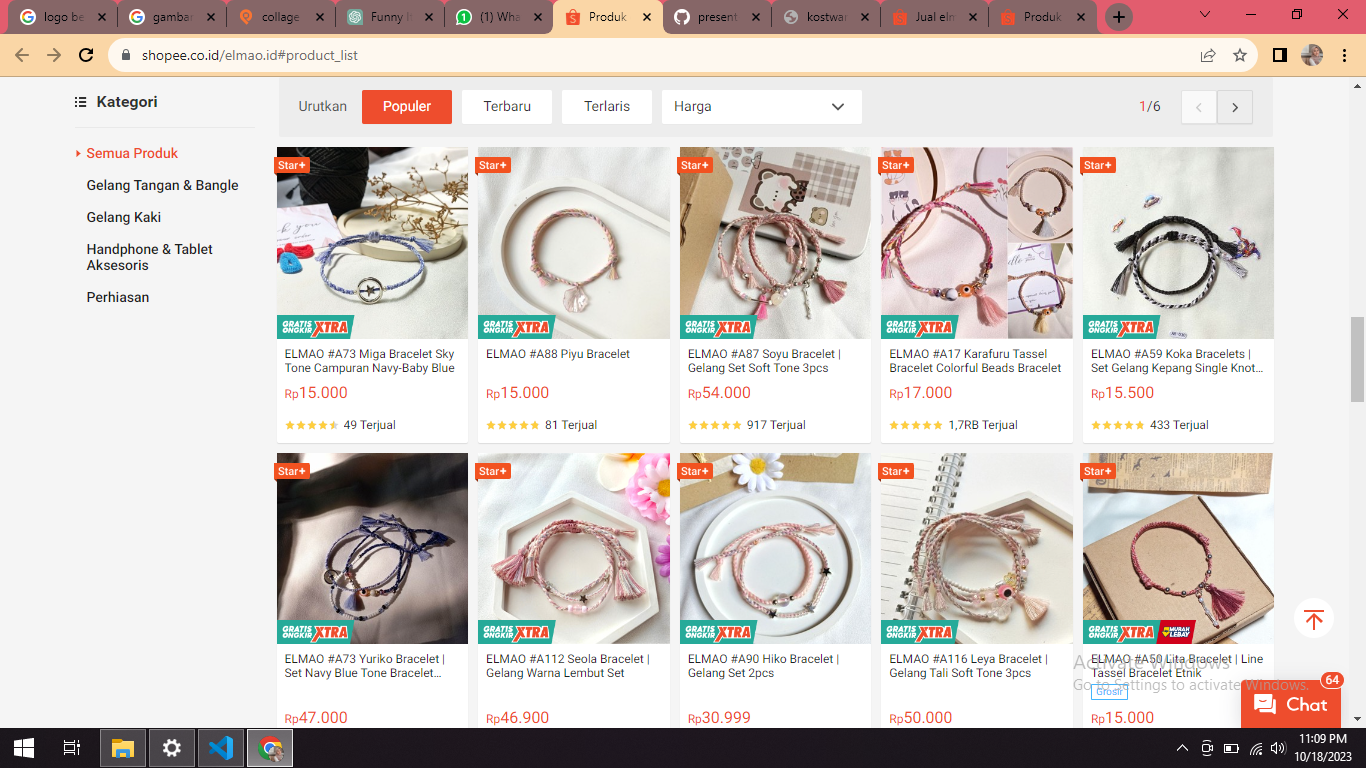 logo be
gambar
collage
Funny h
(1) Wha
Produk
present
kostwar
Jual elm
Produk
shopee.co.id/elmao.id#product_list
Kategori
Semua Produk
Gelang Tangan & Bangle
Gelang Kaki
Handphone & Tablet
Aksesoris
Perhiasan
Urutkan
Populer
Terbaru
Terlaris
Harga
1/6
Star+
Star+
Star+
Star+
Star+
GRATIS ONGKIR XTRA
GRATIS ONGKIR XTRA
GRATIS ONGKIR XTRA
GRATIS ONGKIR XTRA
GRATIS ONGKIR XTRA
ELMAO #A73 Miga Bracelet Sky
Tone Campuran Navy-Baby Blue
Rp15.000
49 Terjual
ELMAO #A88 Piyu Bracelet
Rp15.000
81 Terjual
ELMAO #A87 Soyu Bracelet |
Gelang Set Soft Tone 3pcs
Rp54.000
917 Terjual
ELMAO #A17 Karafuru Tassel
Bracelet Colorful Beads Bracelet
Rp17.000
1,7RB Terjual
ELMAO #A59 Koka Bracelets |
Set Gelang Kepang Single Knot...
Rp15.500
433 Terjual
Star+
Star+
Star+
Star+
Star+
GRATIS ONGKIR XTRA
GRATIS ONGKIR XTRA
GRATIS ONGKIR XTRA
GRATIS ONGKIR XTRA
GRATIS ONGKIR XTRA
MURAH LEBAY
ELMAO #A73 Yuriko Bracelet |
Set Navy Blue Tone Bracelet...
Rp47.000
ELMAO #A112 Seola Bracelet |
Gelang Warna Lembut Set
Rp46.900
ELMAO #A90 Hiko Bracelet |
Gelang Set 2pcs
Rp30.999
ELMAO #A116 Leya Bracelet |
Gelang Tali Soft Tone 3pcs
Rp50.000
ELMAO #A50 Lita Bracelet | Line
Tassel Bracelet Etnik
Grosir
Rp15.000
Activate Windows
Go to Settings to activate Windows.
64
Chat
11:09 PM
10/18/2023